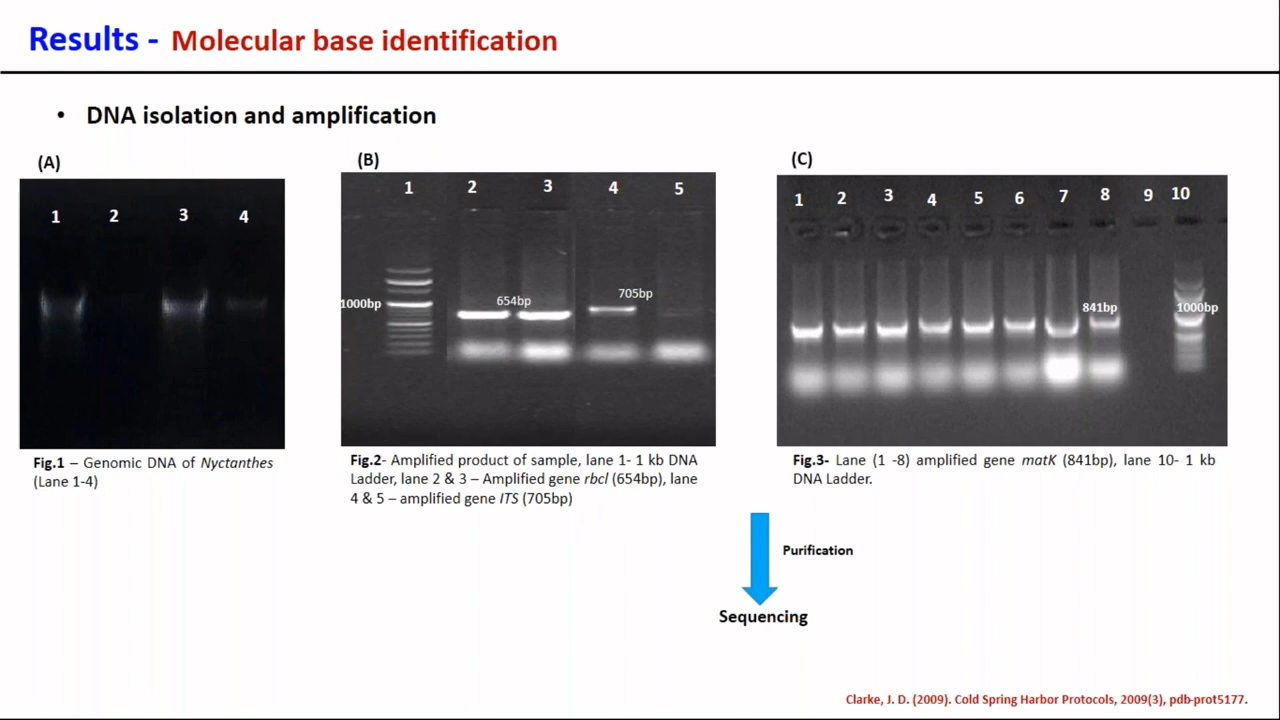 Results - Molecular base identification
• DNA isolation and amplification
(A)
1 2 3 4
Fig.1 – Genomic DNA of Nyctanthes
(Lane 1-4)
(B)
1 2 3 4 5
1000bp
654bp
705bp
Fig.2- Amplified product of sample, lane 1- 1 kb DNA
Ladder, lane 2 & 3 – Amplified gene rbcl (654bp), lane
4 & 5 – amplified gene ITS (705bp)
(C)
1 2 3 4 5 6 7 8 9 10
841bp
1000bp
Fig.3- Lane (1 -8) amplified gene matK (841bp), lane 10- 1 kb
DNA Ladder.
Purification
Sequencing
Clarke, J. D. (2009). Cold Spring Harbor Protocols, 2009(3), pdb-prot5177.